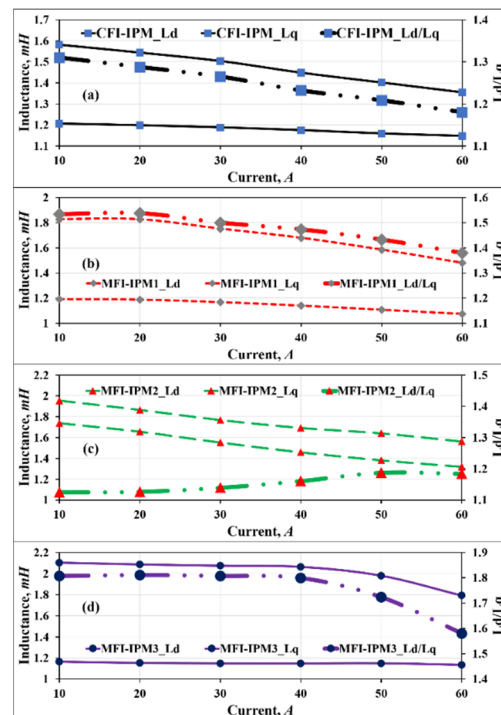 CFI-IPM_Ld CFI-IPM_Lq CFI-IPM_Ld/Lq
1.7 1.6 1.5 1.4 1.3 1.2 1.1
Inductance, mH
(a)
1.4 1.3 1.2 1.1
Ld/Lq
10 20 30 40 50 60
Current, A
2 1.8 1.6 1.4 1.2 1
Inductance, mH
(b)
MFI-IPM1_Ld MFI-IPM1_Lq MFI-IPM1_Ld/Lq
1.6 1.5 1.4 1.3 1.2 1.1
Ld/Lq
10 20 30 40 50 60
Current, A
MFI-IPM2_Ld MFI-IPM2_Lq MFI-IPM2_Ld/Lq
2.2 2 1.8 1.6 1.4 1.2 1
Inductance, mH
(c)
1.5 1.4 1.3 1.2 1.1
Ld/Lq
10 20 30 40 50 60
Current, A
2.2 2 1.8 1.6 1.4 1.2 1
Inductance, mH
(d)
MFI-IPM3_Ld MFI-IPM3_Lq MFI-IPM3_Ld/Lq
1.9 1.8 1.7 1.6 1.5 1.4
Ld/Lq
10 20 30 40 50 60
Current, A